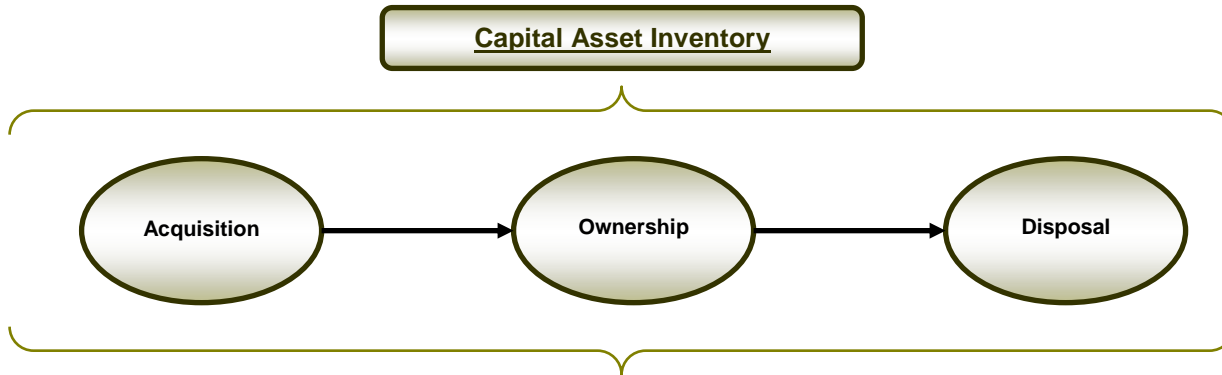 Capital Asset Inventory
Acquisition
Ownership
Disposal